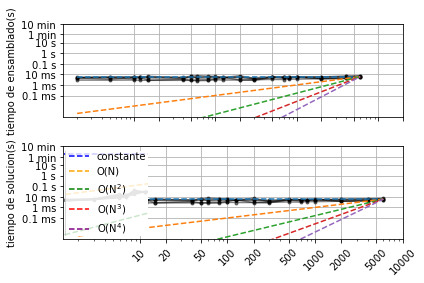 tiempo de ensamblado(s)
10 min
1 min
10 s
1 s
0.1 s
10 ms
1 ms
0.1 ms
tiempo de solucion(s)
10 min
1 min
10 s
1 s
0.1 s
10 ms
1 ms
0.1 ms
constante
O(N)
O(N²)
O(N³)
O(N⁴)
10 20 50 100 200 500 1000 2000 5000 10000